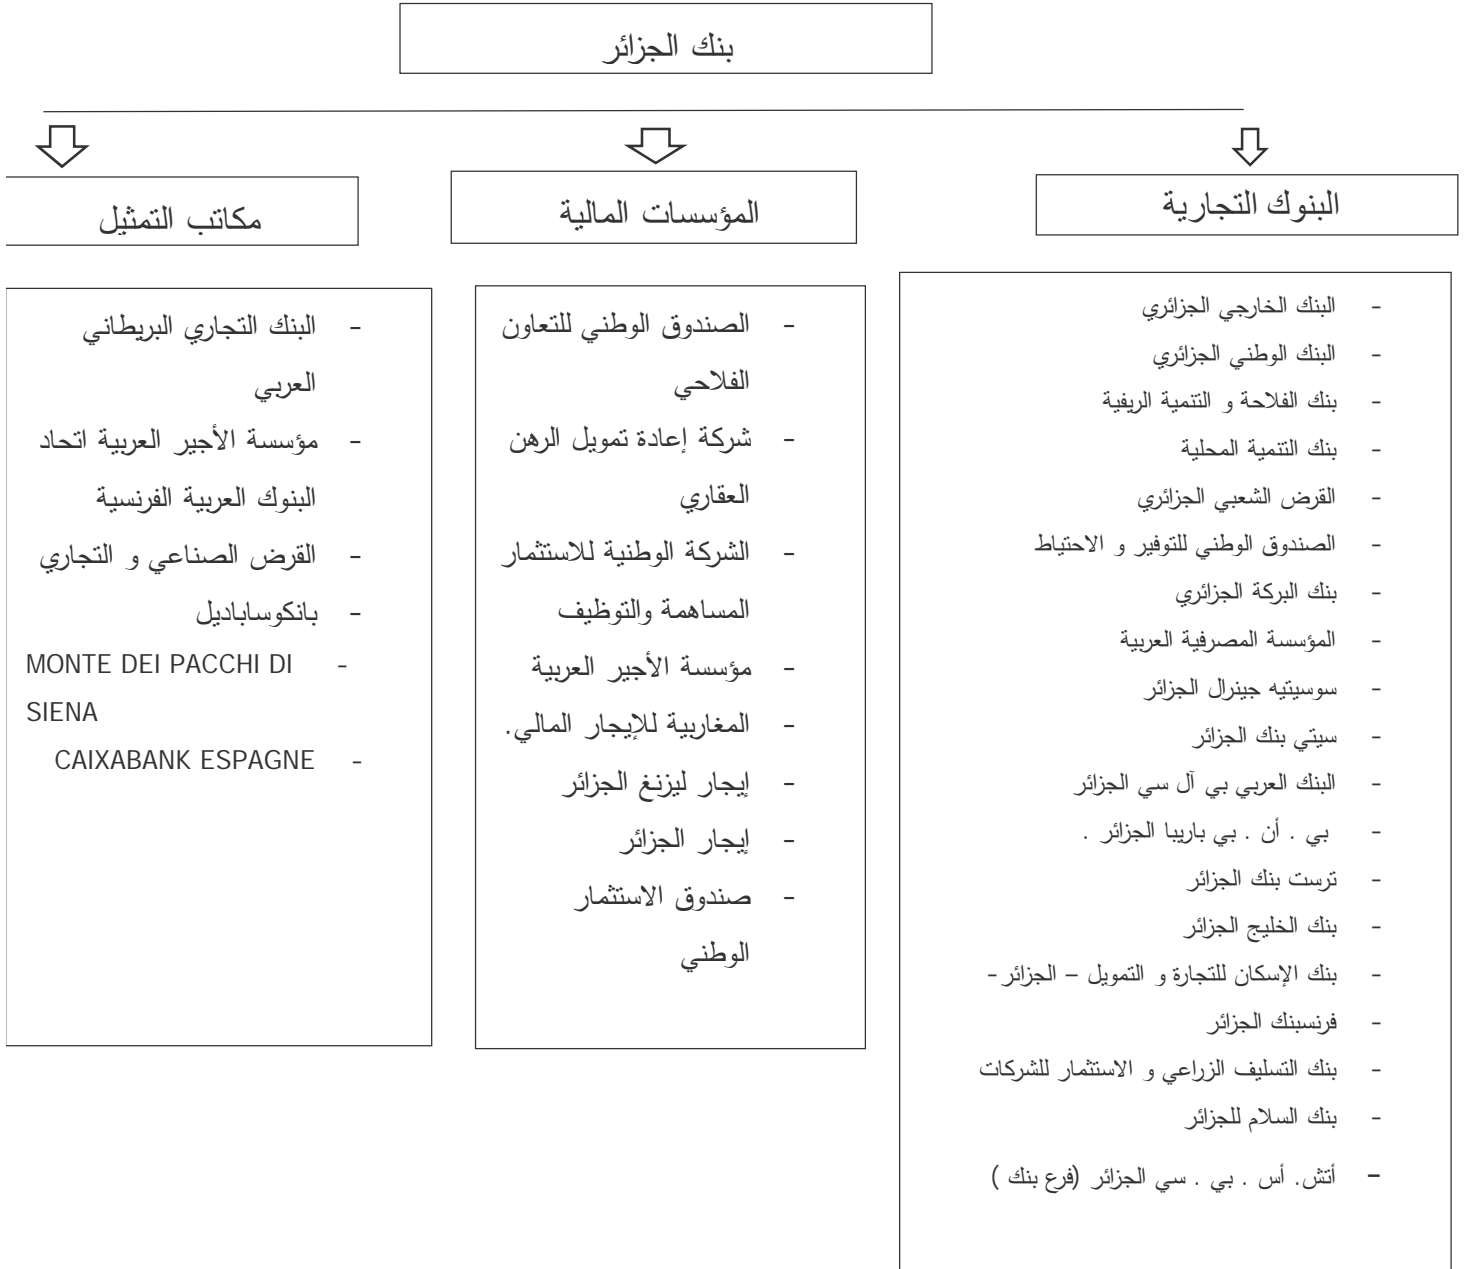 بنك الجزائر
البنوك التجارية
- البنك الخارجي الجزائري
- البنك الوطني الجزائري
- بنك الفلاحة و التنمية الريفية
- بنك التنمية المحلية
- القرض الشعبي الجزائري
- الصندوق الوطني للتوفير و الاحتياط
- بنك البركة الجزائري
- المؤسسة المصرفية العربية
- سوسيتيه جينرال الجزائر
- سيتي بنك الجزائر
- البنك العربي بي آل سي الجزائر
- بي . أن . بي باريبا الجزائر .
- ترست بنك الجزائر
- بنك الخليج الجزائر
- بنك الإسكان للتجارة و التمويل – الجزائر -
- فرنسبنك الجزائر
- بنك التسليف الزراعي و الاستثمار للشركات
- بنك السلام للجزائر
- أتش. أس . بي . سي الجزائر (فرع بنك )
المؤسسات المالية
- الصندوق الوطني للتعاون
الفلاحي
- شركة إعادة تمويل الرهن
العقاري
- الشركة الوطنية للاستثمار
المساهمة والتوظيف
- مؤسسة الأجير العربية
- المغاربية للإيجار المالي.
- إيجار ليزنغ الجزائر
- إيجار الجزائر
- صندوق الاستثمار
الوطني
مكاتب التمثيل
- البنك التجاري البريطاني
العربي
- مؤسسة الأجير العربية اتحاد
البنوك العربية الفرنسية
- القرض الصناعي و التجاري
- بانكوساباديل
- MONTE DEI PACCHI DI
SIENA
- CAIXABANK ESPAGNE